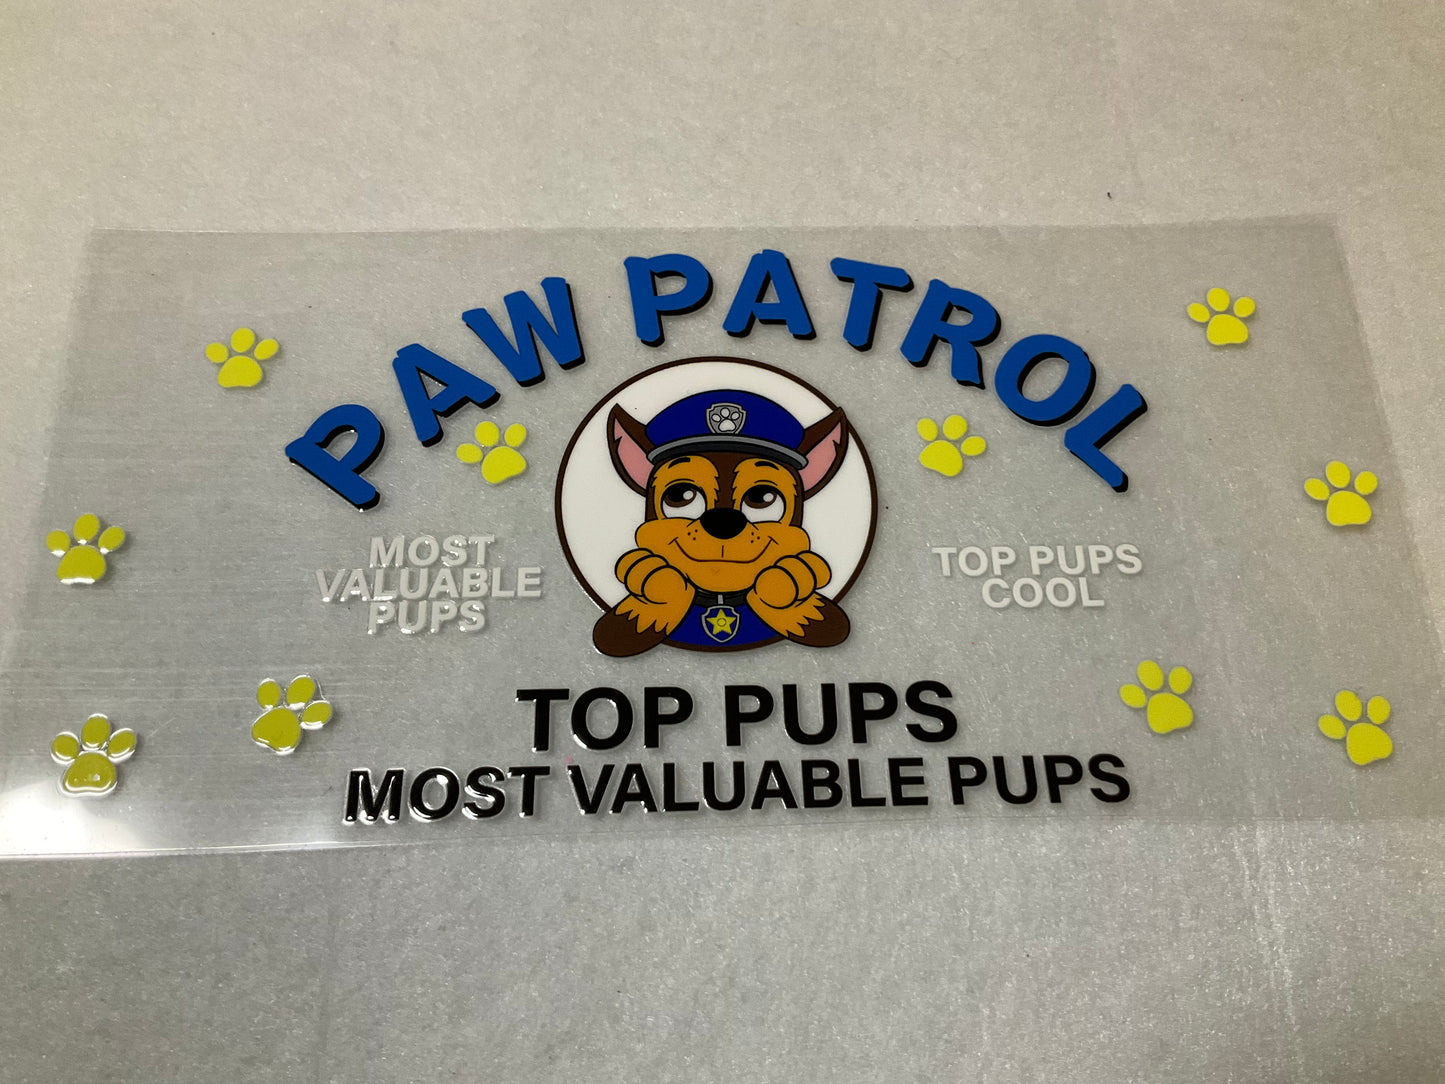 PAW PATROL
MOST
VALUABLE
PUPS
TOP PUPS
COOL
TOP PUPS
MOST VALUABLE PUPS